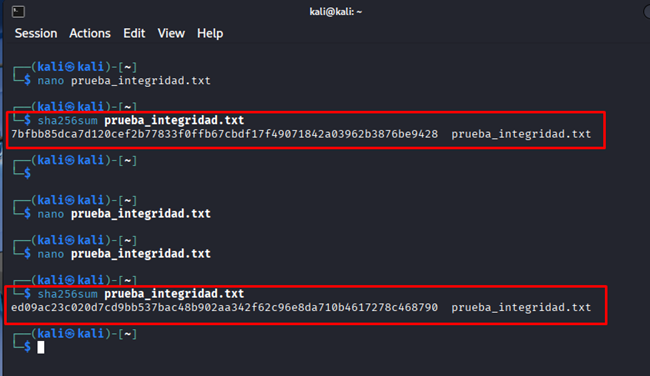 kali@kali: ~
Session Actions Edit View Help
┌──(kali㉿kali)-[~]
└─$ nano prueba_integridad.txt
┌──(kali㉿kali)-[~]
└─$ sha256sum prueba_integridad.txt
7bfbb85dca7d120cef2b77833f0ffb67cbdf17f49071842a03962b3876be9428  prueba_integridad.txt
┌──(kali㉿kali)-[~]
└─$
┌──(kali㉿kali)-[~]
└─$ nano prueba_integridad.txt
┌──(kali㉿kali)-[~]
└─$ nano prueba_integridad.txt
┌──(kali㉿kali)-[~]
└─$ sha256sum prueba_integridad.txt
ed09ac23c020d7cd9bb537bac48b902aa342f62c96e8da710b4617278c468790  prueba_integridad.txt
┌──(kali㉿kali)-[~]
└─$